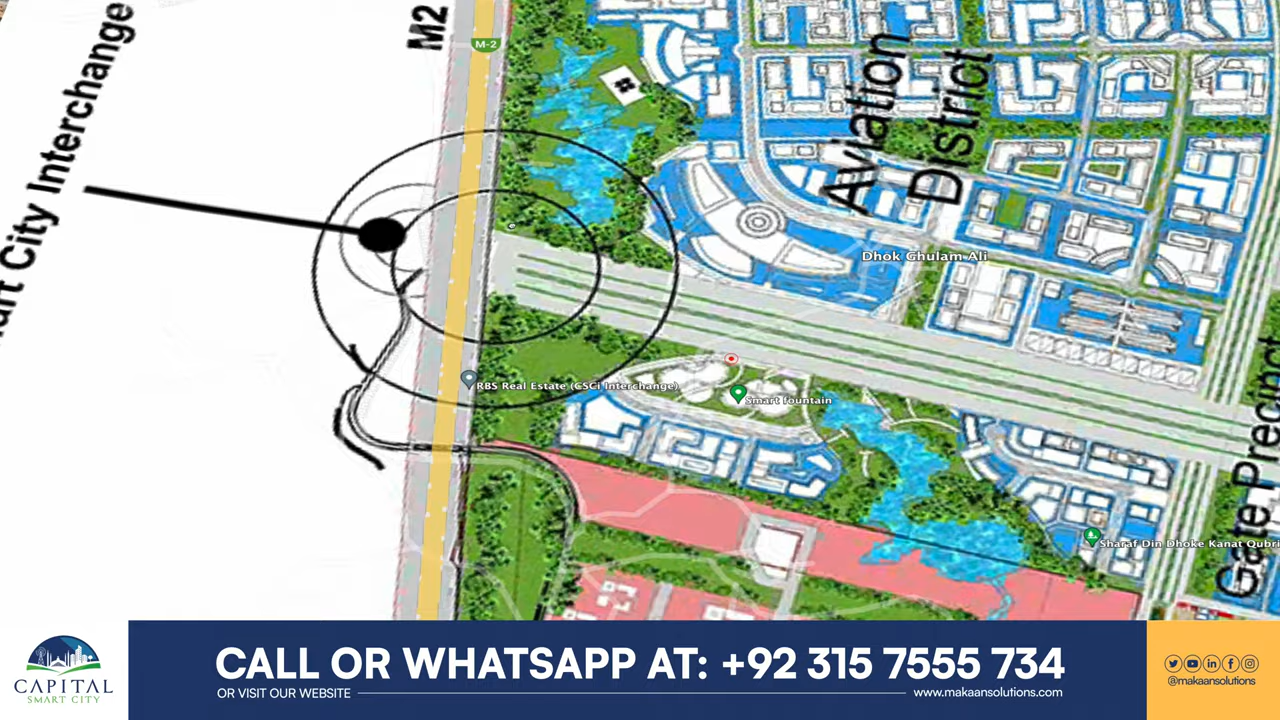 Smart City Interchange
M2
M-2
Aviation
District
Dhok Ghulam Ali
RBS Real Estate (CSCi Interchange)
Smart fountain
Sharaf Din Dhoke Kanat Qubri
Gate Precinct
CAPITAL
SMART CITY
CALL OR WHATSAPP AT: +92 315 7555 734
OR VISIT OUR WEBSITE
www.makaansolutions.com
@makaansolutions